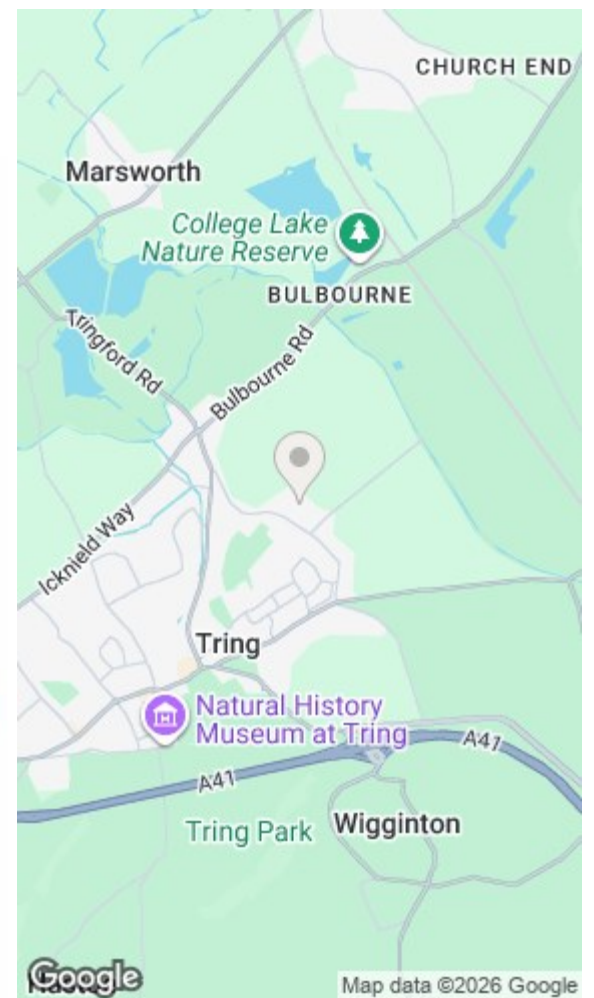 CHURCH END
Marsworth
College Lake
Nature Reserve
BULBOURNE
Tringford Rd
Bulbourne Rd
Icknield Way
Tring
Natural History
Museum at Tring
A41
A41
Tring Park
Wigginton
Google
Map data ©2026 Google